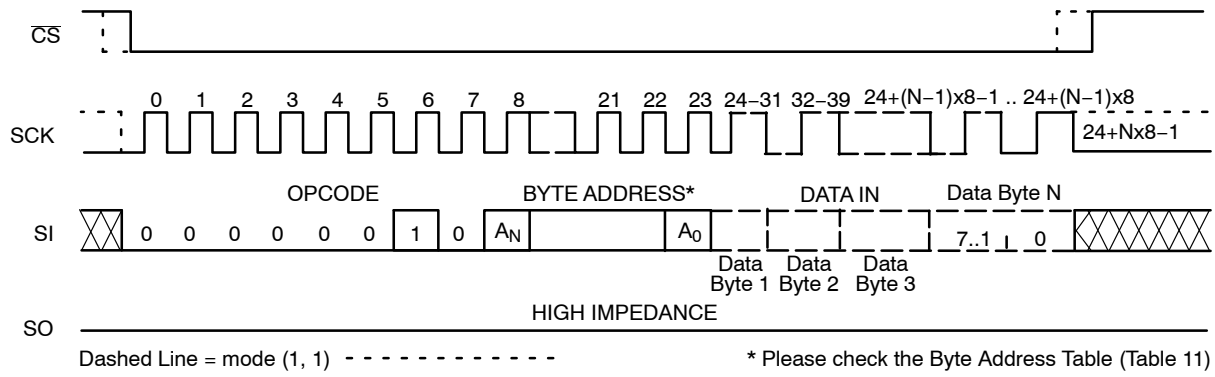 CS
0 1 2 3 4 5 6 7 8 21 22 23 24–31 32–39 24+(N–1)x8–1 .. 24+(N–1)x8
SCK
24+Nx8–1
OPCODE BYTE ADDRESS* DATA IN Data Byte N
SI
0 0 0 0 0 0 1 0 AN A0 7..1 0
Data Byte 1
Data Byte 2
Data Byte 3
HIGH IMPEDANCE
SO
Dashed Line = mode (1, 1) * Please check the Byte Address Table (Table 11)